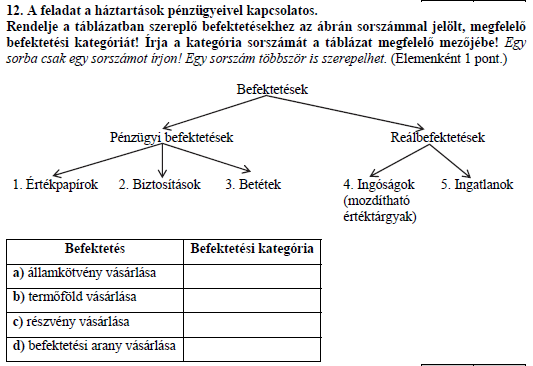 12. A feladat a háztartások pénzügyeivel kapcsolatos.
Rendelje a táblázatban szereplő befektetésekhez az ábrán sorszámmal jelölt, megfelelő
befektetési kategóriát! Írja a kategória sorszámát a táblázat megfelelő mezőjébe! Egy
sorba csak egy sorszámot írjon! Egy sorszám többször is szerepelhet. (Elemenként 1 pont.)
Befektetések
Pénzügyi befektetések Reálbefektetések
1. Értékpapírok 2. Biztosítások 3. Betétek 4. Ingóságok 5. Ingatlanok
(mozdítható
értéktárgyak)
Befektetés Befektetési kategória
a) államkötvény vásárlása
b) termőföld vásárlása
c) részvény vásárlása
d) befektetési arany vásárlása